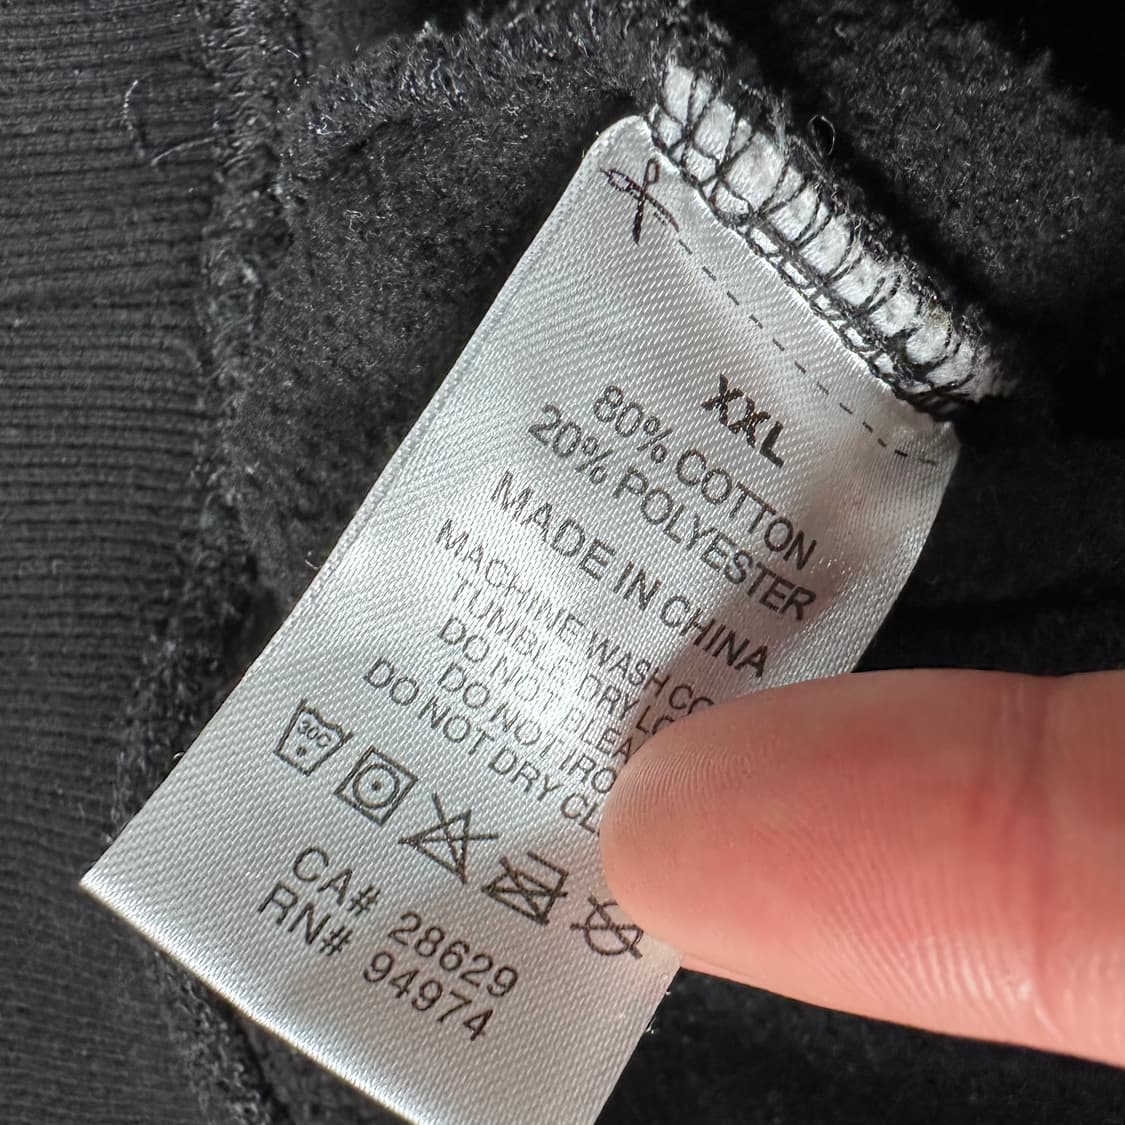 XXL
80% COTTON
20% POLYESTER
MADE IN CHINA
MACHINE WASH
TUMBLE DRY
DO NOT
DO NOT
DO NOT DRY
30C
CA# 28629
RN# 94974